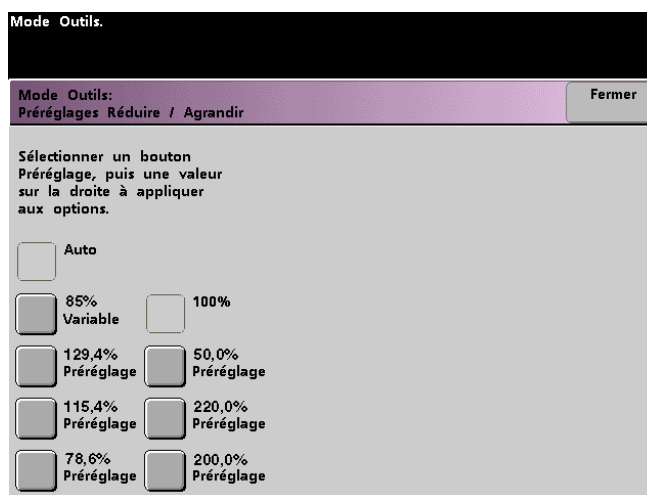 Mode Outils.
Mode Outils:
Préréglages Réduire / Agrandir
Fermer
Sélectionner un bouton
Préréglage, puis une valeur
sur la droite à appliquer
aux options.
Auto
85%
Variable
100%
129,4%
Préréglage
50,0%
Préréglage
115,4%
Préréglage
220,0%
Préréglage
78,6%
Préréglage
200,0%
Préréglage